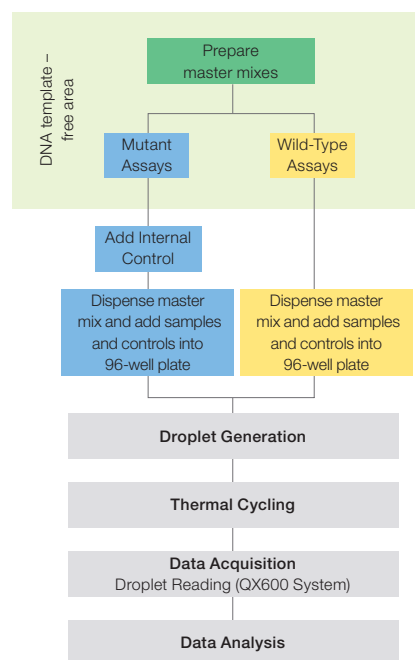 DNA template –
free area
Prepare
master mixes
Mutant
Assays
Wild-Type
Assays
Add Internal
Control
Dispense master
mix and add samples
and controls into
96-well plate
Dispense master
mix and add samples
and controls into
96-well plate
Droplet Generation
Thermal Cycling
Data Acquisition
Droplet Reading (QX600 System)
Data Analysis